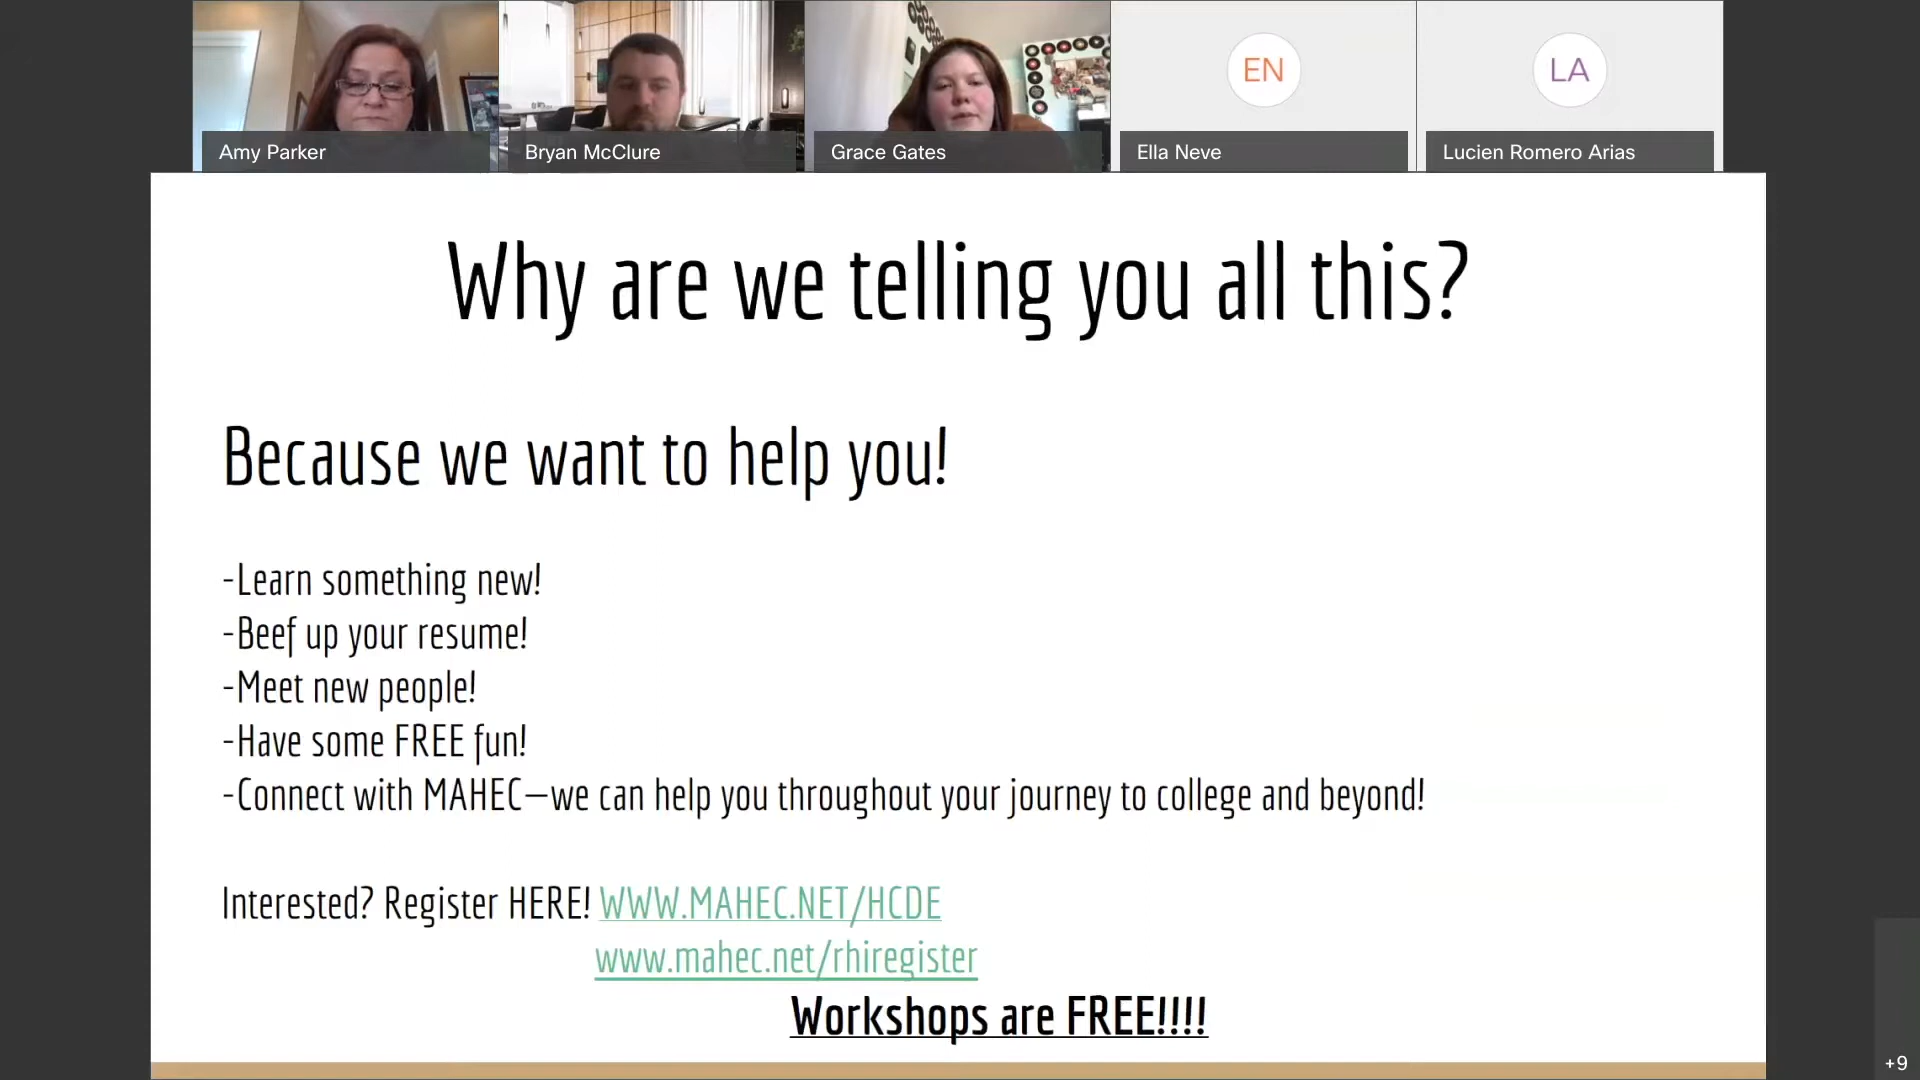 Amy Parker
Bryan McClure
Grace Gates
EN
Ella Neve
LA
Lucien Romero Arias
Why are we telling you all this?
Because we want to help you!
-Learn something new!
-Beef up your resume!
-Meet new people!
-Have some FREE fun!
-Connect with MAHEC—we can help you throughout your journey to college and beyond!
Interested? Register HERE! WWW.MAHEC.NET/HCDE
www.mahec.net/rhiregister
Workshops are FREE!!!!
+9